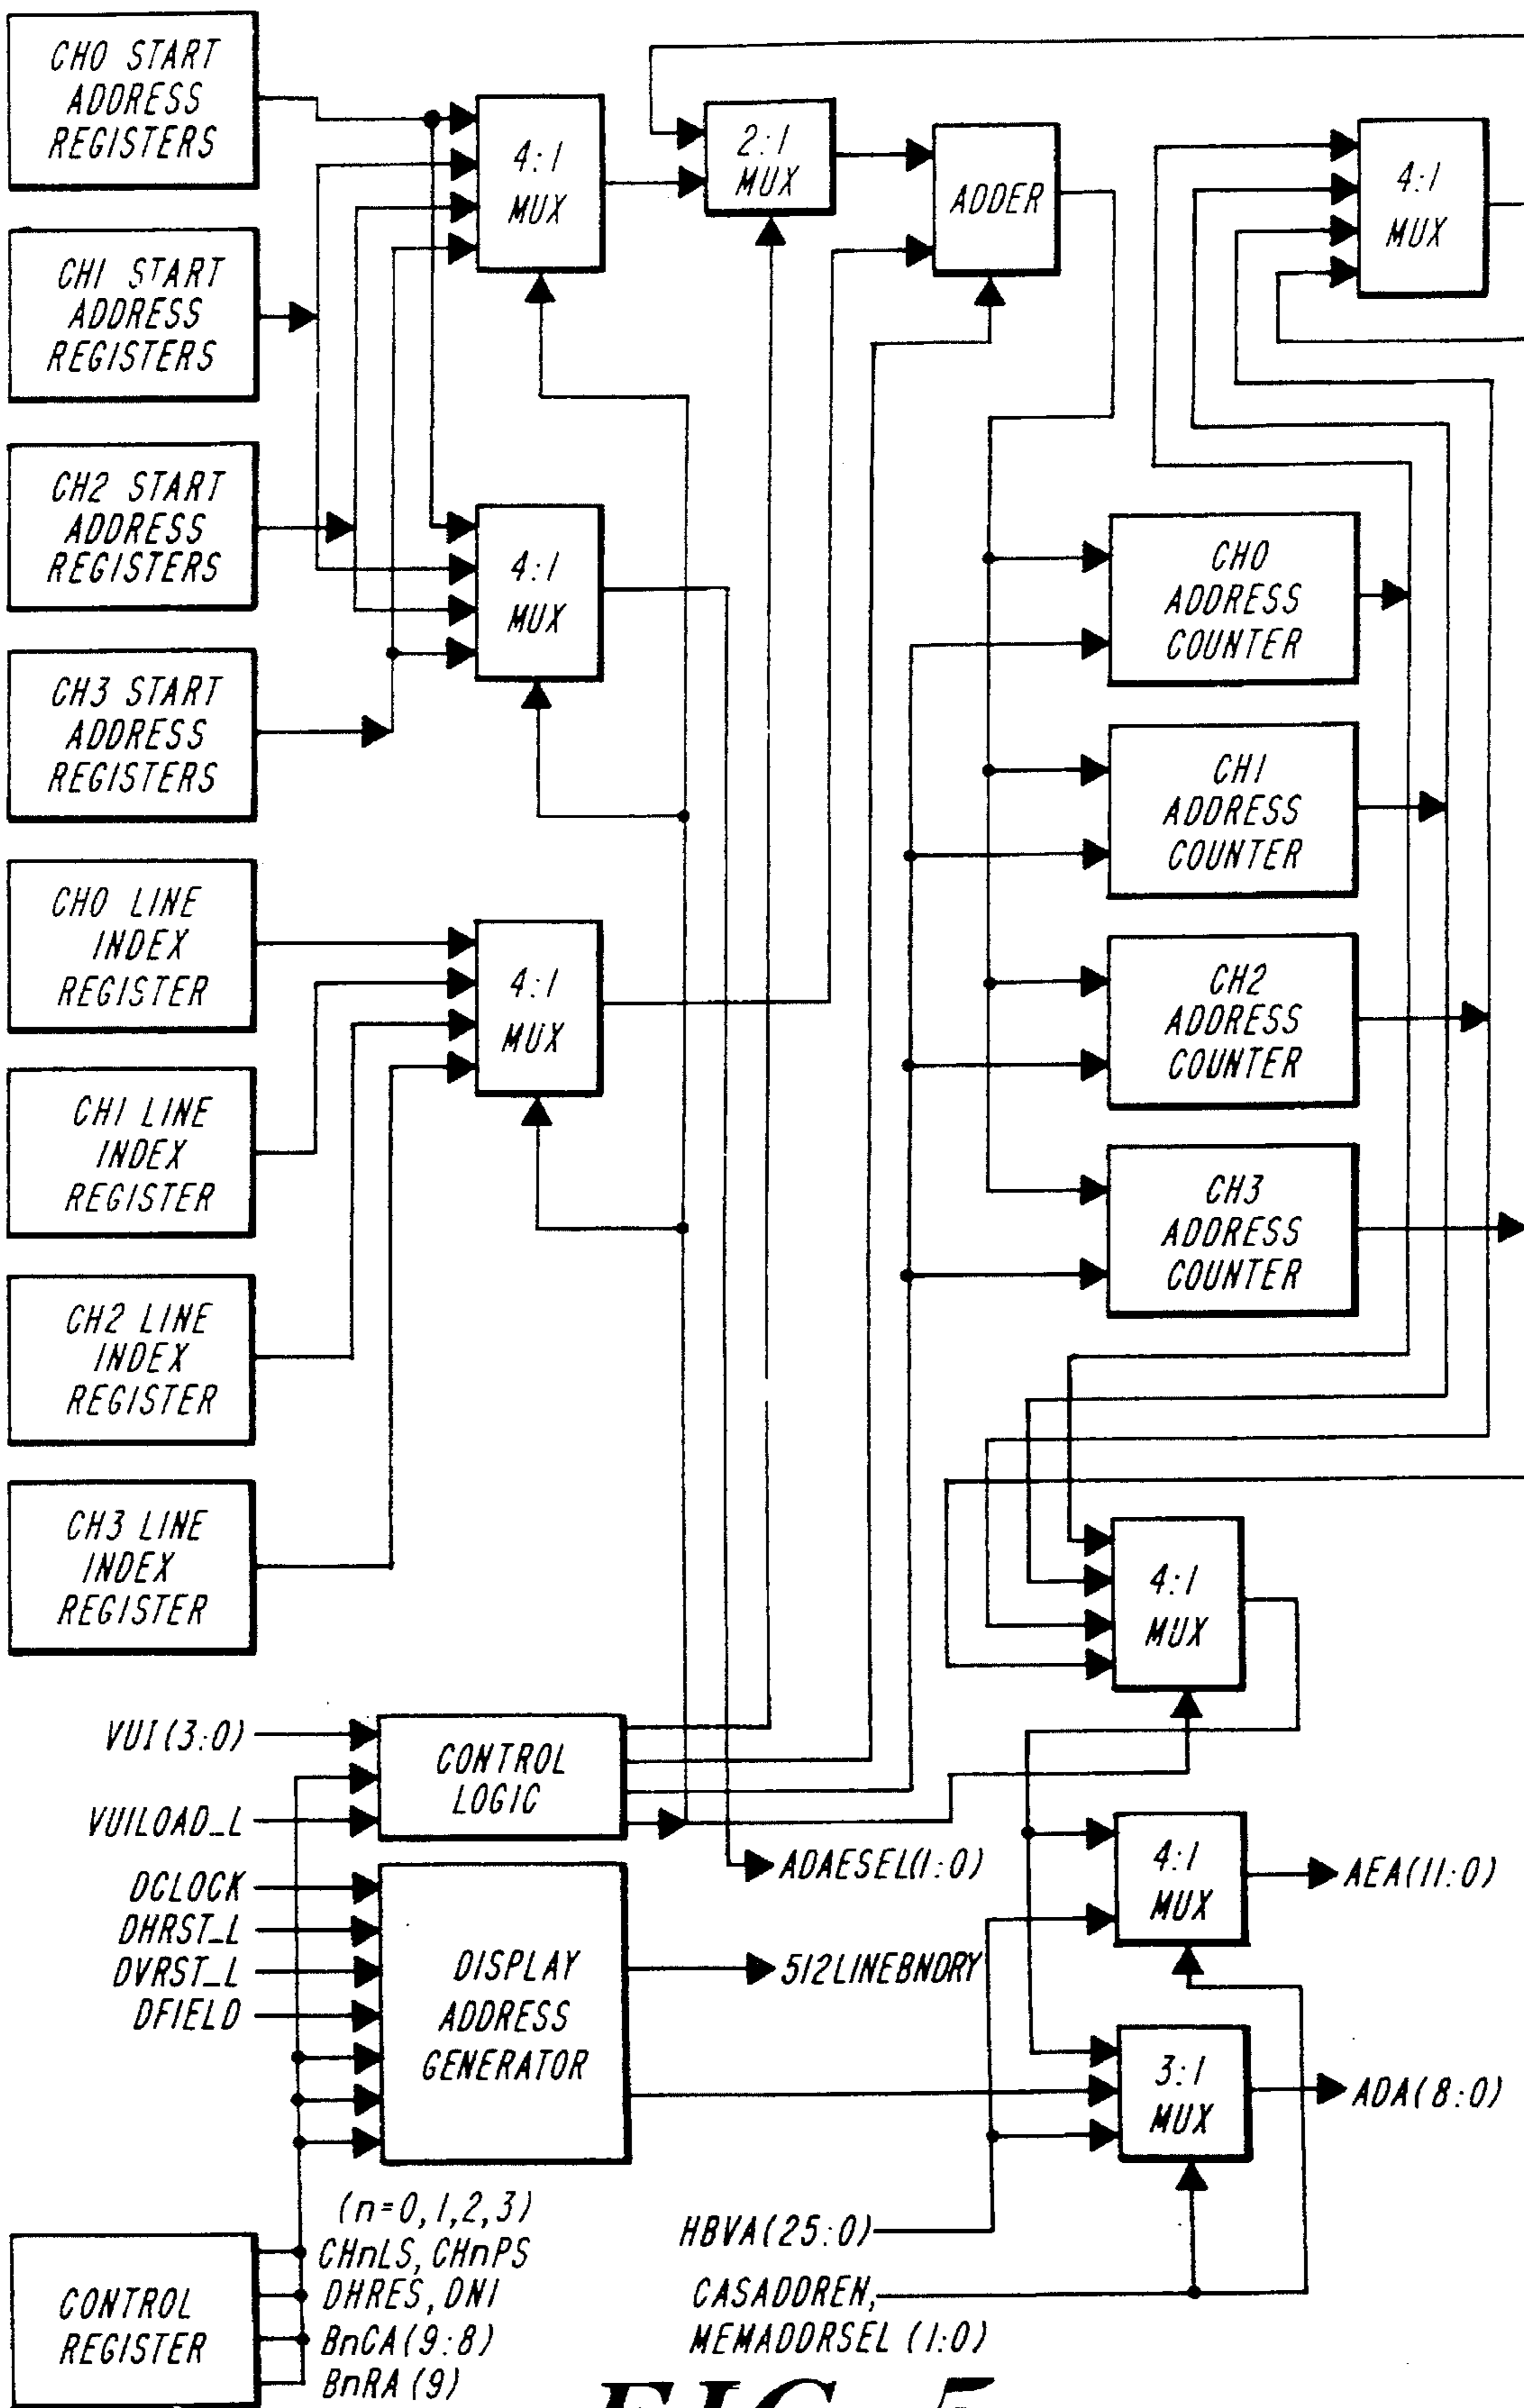 CH0 START
ADDRESS
REGISTERS
CH1 START
ADDRESS
REGISTERS
CH2 START
ADDRESS
REGISTERS
CH3 START
ADDRESS
REGISTERS
CH0 LINE
INDEX
REGISTER
CH1 LINE
INDEX
REGISTER
CH2 LINE
INDEX
REGISTER
CH3 LINE
INDEX
REGISTER
4:1
MUX
4:1
MUX
4:1
MUX
2:1
MUX
ADDER
4:1
MUX
CH0
ADDRESS
COUNTER
CH1
ADDRESS
COUNTER
CH2
ADDRESS
COUNTER
CH3
ADDRESS
COUNTER
4:1
MUX
VUI(3:0)
VUILOAD_L
CONTROL
LOGIC
ADAESEL(1:0)
DCLOCK
DHRST_L
DVRST_L
DFIELD
DISPLAY
ADDRESS
GENERATOR
512LINEBNDRY
4:1
MUX
AEA(11:0)
3:1
MUX
ADA(8:0)
HBVA(25:0)
CASADDREN,
MEMADDRSEL (1:0)
CONTROL
REGISTER
(n=0,1,2,3)
CHnLS, CHnPS
DHRES, DNI
BnCA(9:8)
BnRA(9)
FIG. 5